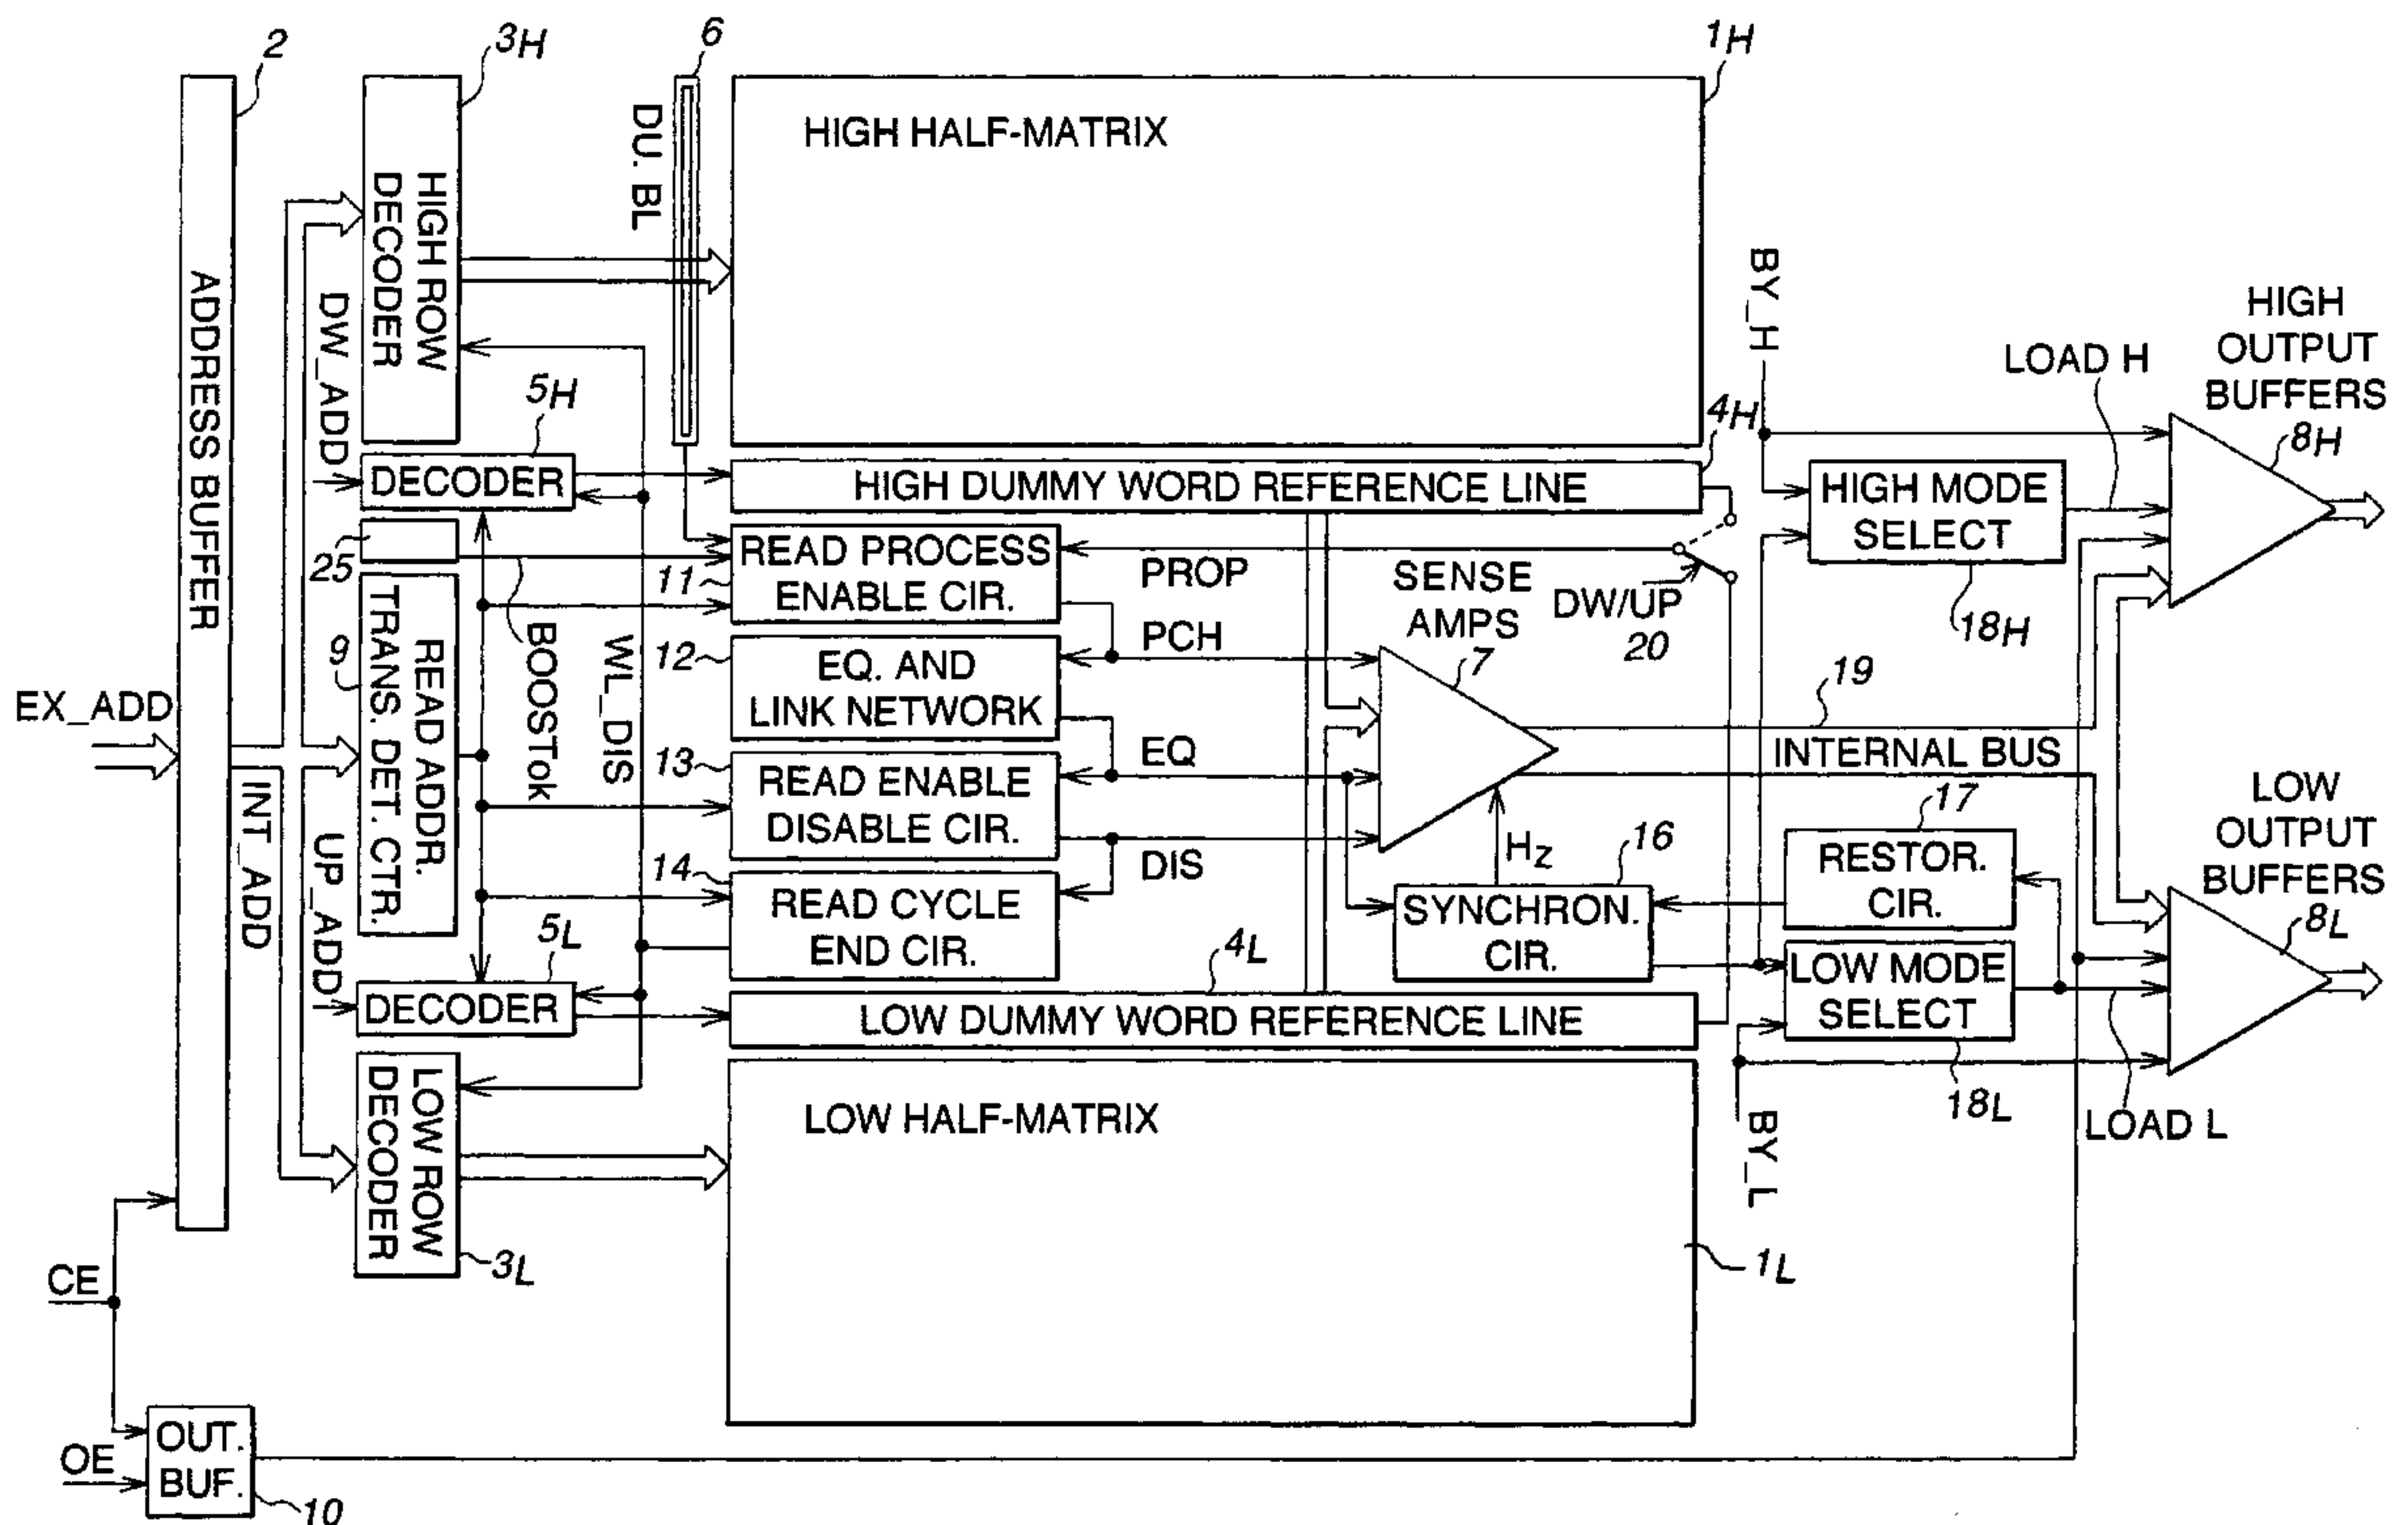 2
3H
6
1H
ADDRESS BUFFER
HIGH ROW
DECODER
DU. BL
HIGH HALF-MATRIX
BY_H
HIGH
OUTPUT
BUFFERS
8H
LOAD H
DW_ADD
5H
DECODER
4H
HIGH DUMMY WORD REFERENCE LINE
HIGH MODE
SELECT
18H
25
11
READ PROCESS
ENABLE CIR.
PROP
SENSE
AMPS
7
DW/UP
20
9
READ ADDR.
TRANS. DET. CTR.
BOOSTok
WL_DIS
12
EQ. AND
LINK NETWORK
PCH
19
INTERNAL BUS
EX_ADD
INT_ADD
13
READ ENABLE
DISABLE CIR.
EQ
DIS
Hz
16
SYNCHRON.
CIR.
17
RESTOR.
CIR.
LOW
OUTPUT
BUFFERS
8L
UP_ADD
14
READ CYCLE
END CIR.
5L
DECODER
4L
LOW DUMMY WORD REFERENCE LINE
LOW MODE
SELECT
18L
LOAD L
BY_L
LOW ROW
DECODER
3L
LOW HALF-MATRIX
1L
CE
OE
OUT.
BUF.
10